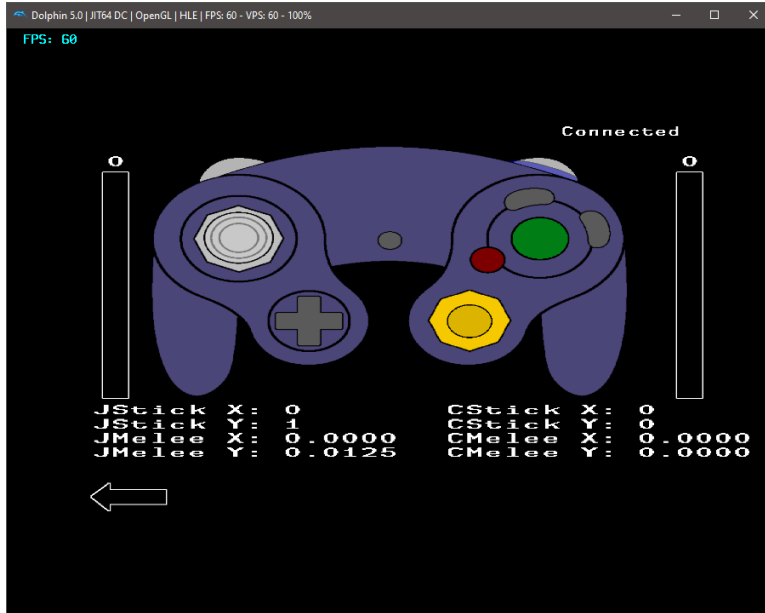 Dolphin 5.0 | JIT64 DC | OpenGL | HLE | FPS: 60 - VPS: 60 - 100%
FPS: 60
Connected
0 0
JStick X: 0 CStick X: 0
JStick Y: 1 CStick Y: 0
JMelee X: 0.0000 CMelee X: 0.0000
JMelee Y: 0.0125 CMelee Y: 0.0000